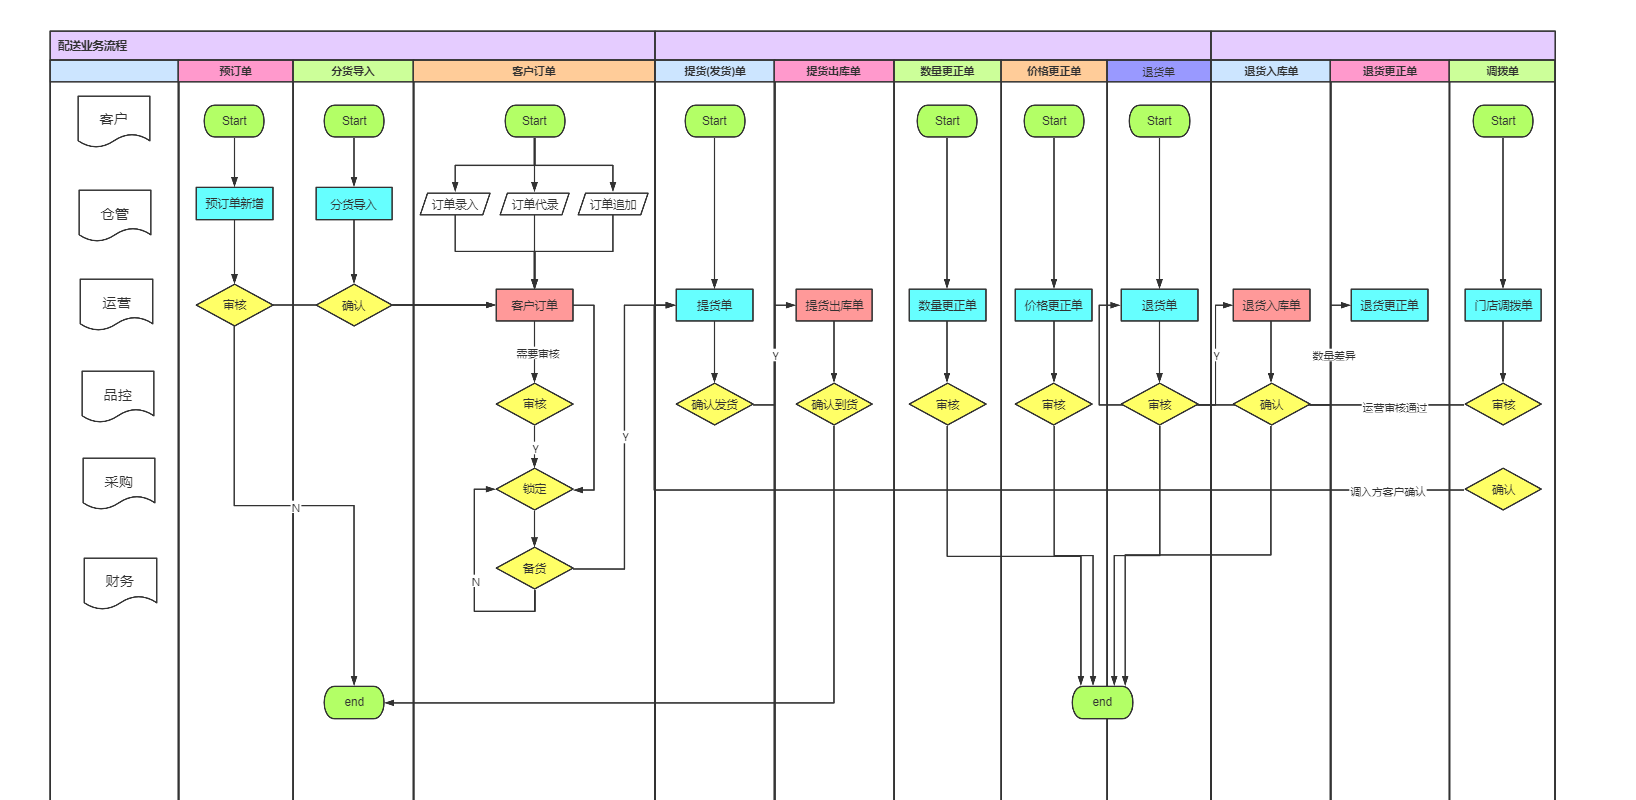 配送业务流程
预订单
分货导入
客户订单
提货(发货)单
提货出库单
数量更正单
价格更正单
退货单
退货入库单
退货更正单
调拨单
客户
Start
Start
Start
Start
Start
Start
Start
Start
仓管
预订单新增
分货导入
订单录入
订单代录
订单追加
运营
审核
确认
客户订单
提货单
提货出库单
数量更正单
价格更正单
退货单
退货入库单
退货更正单
门店调拨单
需要审核
Y
Y
数量差异
品控
审核
确认发货
确认到货
审核
审核
审核
确认
运营审核通过
审核
Y
Y
采购
锁定
调入方客户确认
确认
N
财务
备货
N
end
end